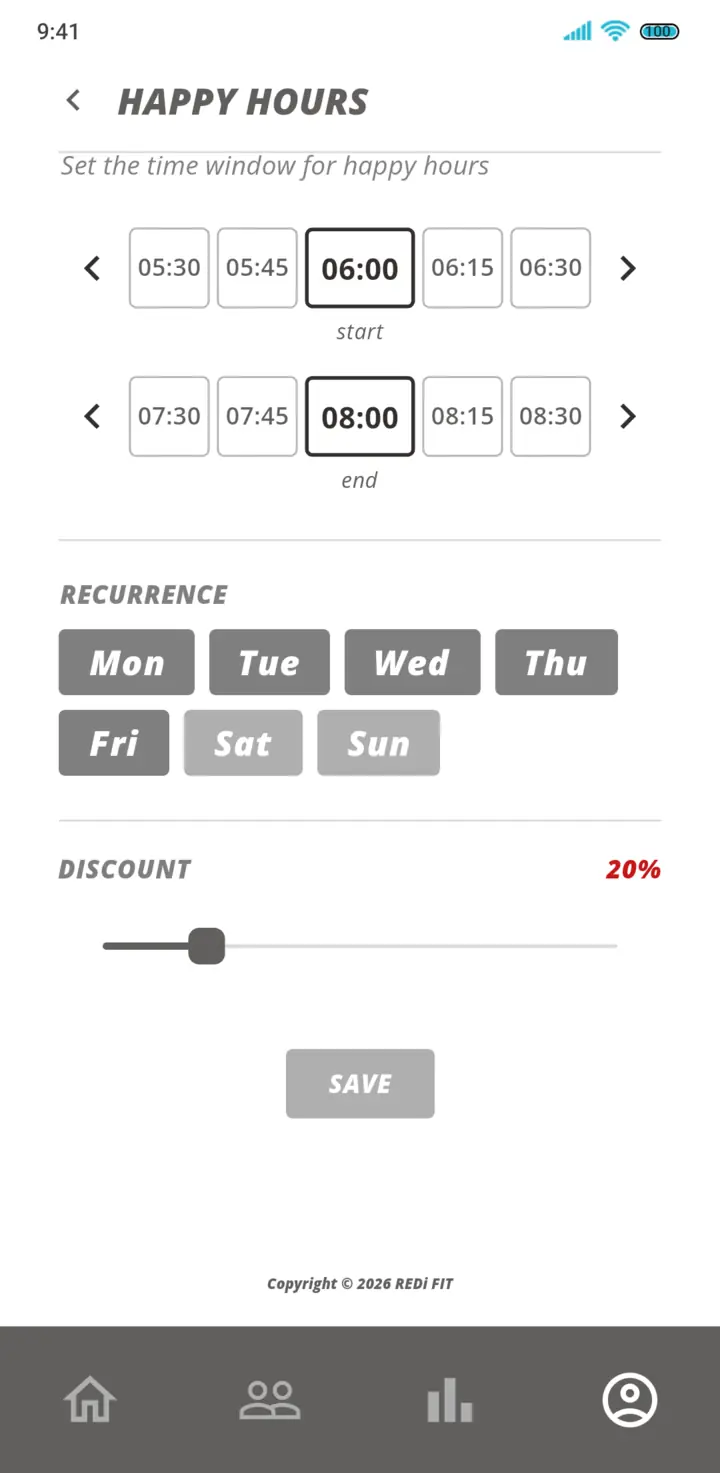 9:41
100
HAPPY HOURS
Set the time window for happy hours
05:30 05:45 06:00 06:15 06:30
start
07:30 07:45 08:00 08:15 08:30
end
RECURRENCE
Mon Tue Wed Thu
Fri Sat Sun
DISCOUNT 20%
SAVE
Copyright © 2026 REDi FIT